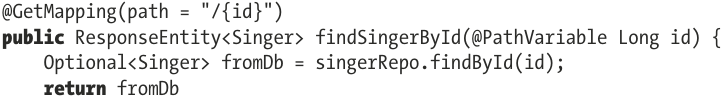 @GetMapping(path = "/{id}")
public ResponseEntity<Singer> findSingerById(@PathVariable Long id) {
    Optional<Singer> fromDb = singerRepo.findById(id);
    return fromDb